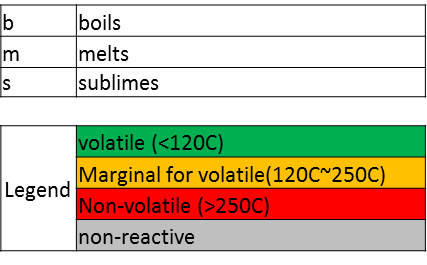 b boils
m melts
s sublimes
volatile (<120C)
Marginal for volatile(120C~250C)
Legend
Non-volatile (>250C)
non-reactive